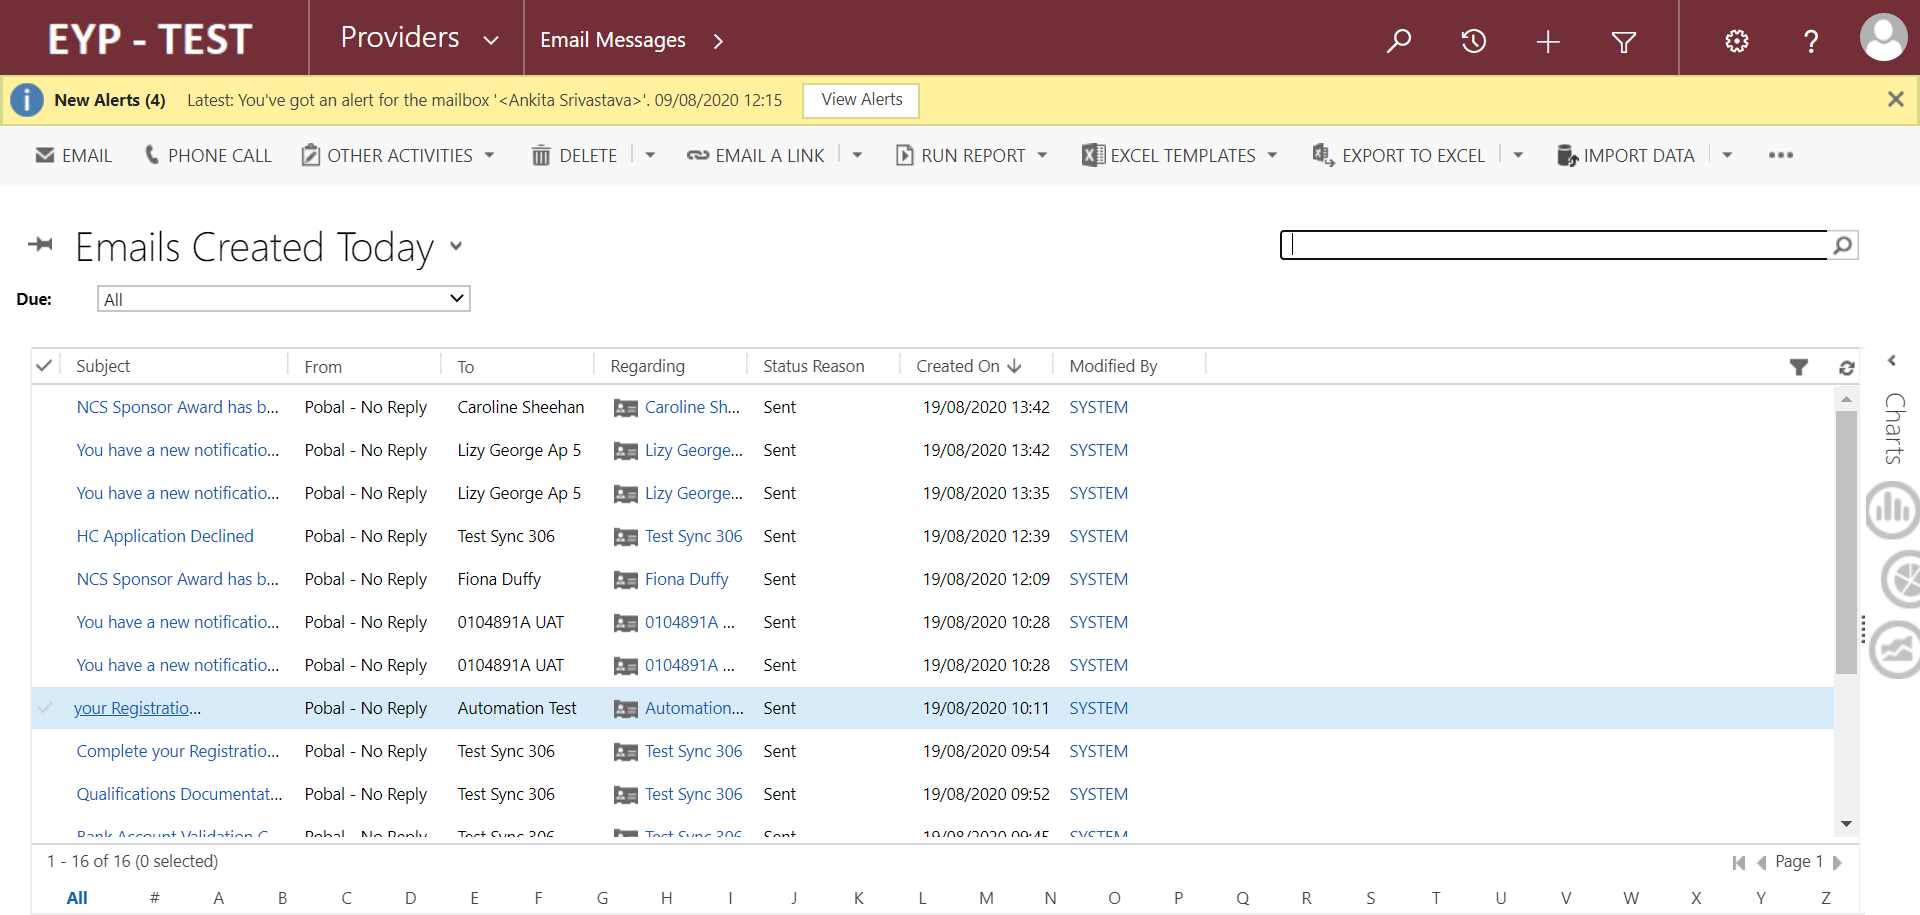 EYP - TEST Providers Email Messages
New Alerts (4) Latest: You've got an alert for the mailbox '<Ankita Srivastava>'. 09/08/2020 12:15 View Alerts
EMAIL PHONE CALL OTHER ACTIVITIES DELETE EMAIL A LINK RUN REPORT EXCEL TEMPLATES EXPORT TO EXCEL IMPORT DATA
Emails Created Today
Due: All
Subject From To Regarding Status Reason Created On Modified By
NCS Sponsor Award has b... Pobal - No Reply Caroline Sheehan Caroline Sh... Sent 19/08/2020 13:42 SYSTEM
You have a new notificatio... Pobal - No Reply Lizy George Ap 5 Lizy George... Sent 19/08/2020 13:42 SYSTEM
You have a new notificatio... Pobal - No Reply Lizy George Ap 5 Lizy George... Sent 19/08/2020 13:35 SYSTEM
HC Application Declined Pobal - No Reply Test Sync 306 Test Sync 306 Sent 19/08/2020 12:39 SYSTEM
NCS Sponsor Award has b... Pobal - No Reply Fiona Duffy Fiona Duffy Sent 19/08/2020 12:09 SYSTEM
You have a new notificatio... Pobal - No Reply 0104891A UAT 0104891A ... Sent 19/08/2020 10:28 SYSTEM
You have a new notificatio... Pobal - No Reply 0104891A UAT 0104891A ... Sent 19/08/2020 10:28 SYSTEM
your Registratio... Pobal - No Reply Automation Test Automation... Sent 19/08/2020 10:11 SYSTEM
Complete your Registratio... Pobal - No Reply Test Sync 306 Test Sync 306 Sent 19/08/2020 09:54 SYSTEM
Qualifications Documentat... Pobal - No Reply Test Sync 306 Test Sync 306 Sent 19/08/2020 09:52 SYSTEM
Bank Account Validation C... Pobal - No Reply Test Sync 306 Test Sync 306 Sent 19/08/2020 09:45 SYSTEM
Charts
1 - 16 of 16 (0 selected) Page 1
All # A B C D E F G H I J K L M N O P Q R S T U V W X Y Z